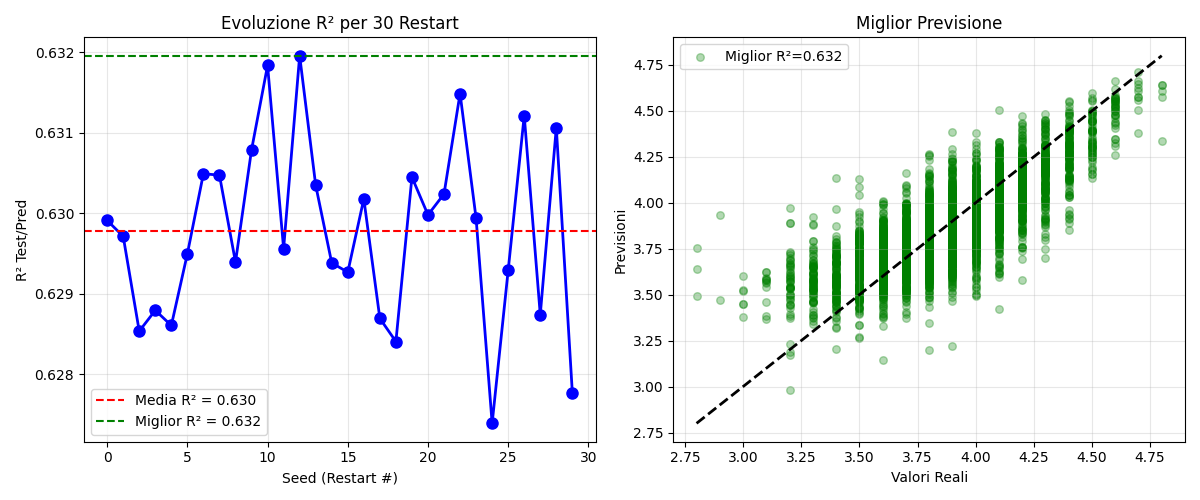 Evoluzione R² per 30 Restart
0.632
0.631
0.630
0.629
0.628
R² Test/Pred
Media R² = 0.630
Miglior R² = 0.632
0 5 10 15 20 25 30
Seed (Restart #)
Miglior Previsione
Miglior R²=0.632
4.75
4.50
4.25
4.00
3.75
3.50
3.25
3.00
2.75
Previsioni
2.75 3.00 3.25 3.50 3.75 4.00 4.25 4.50 4.75
Valori Reali